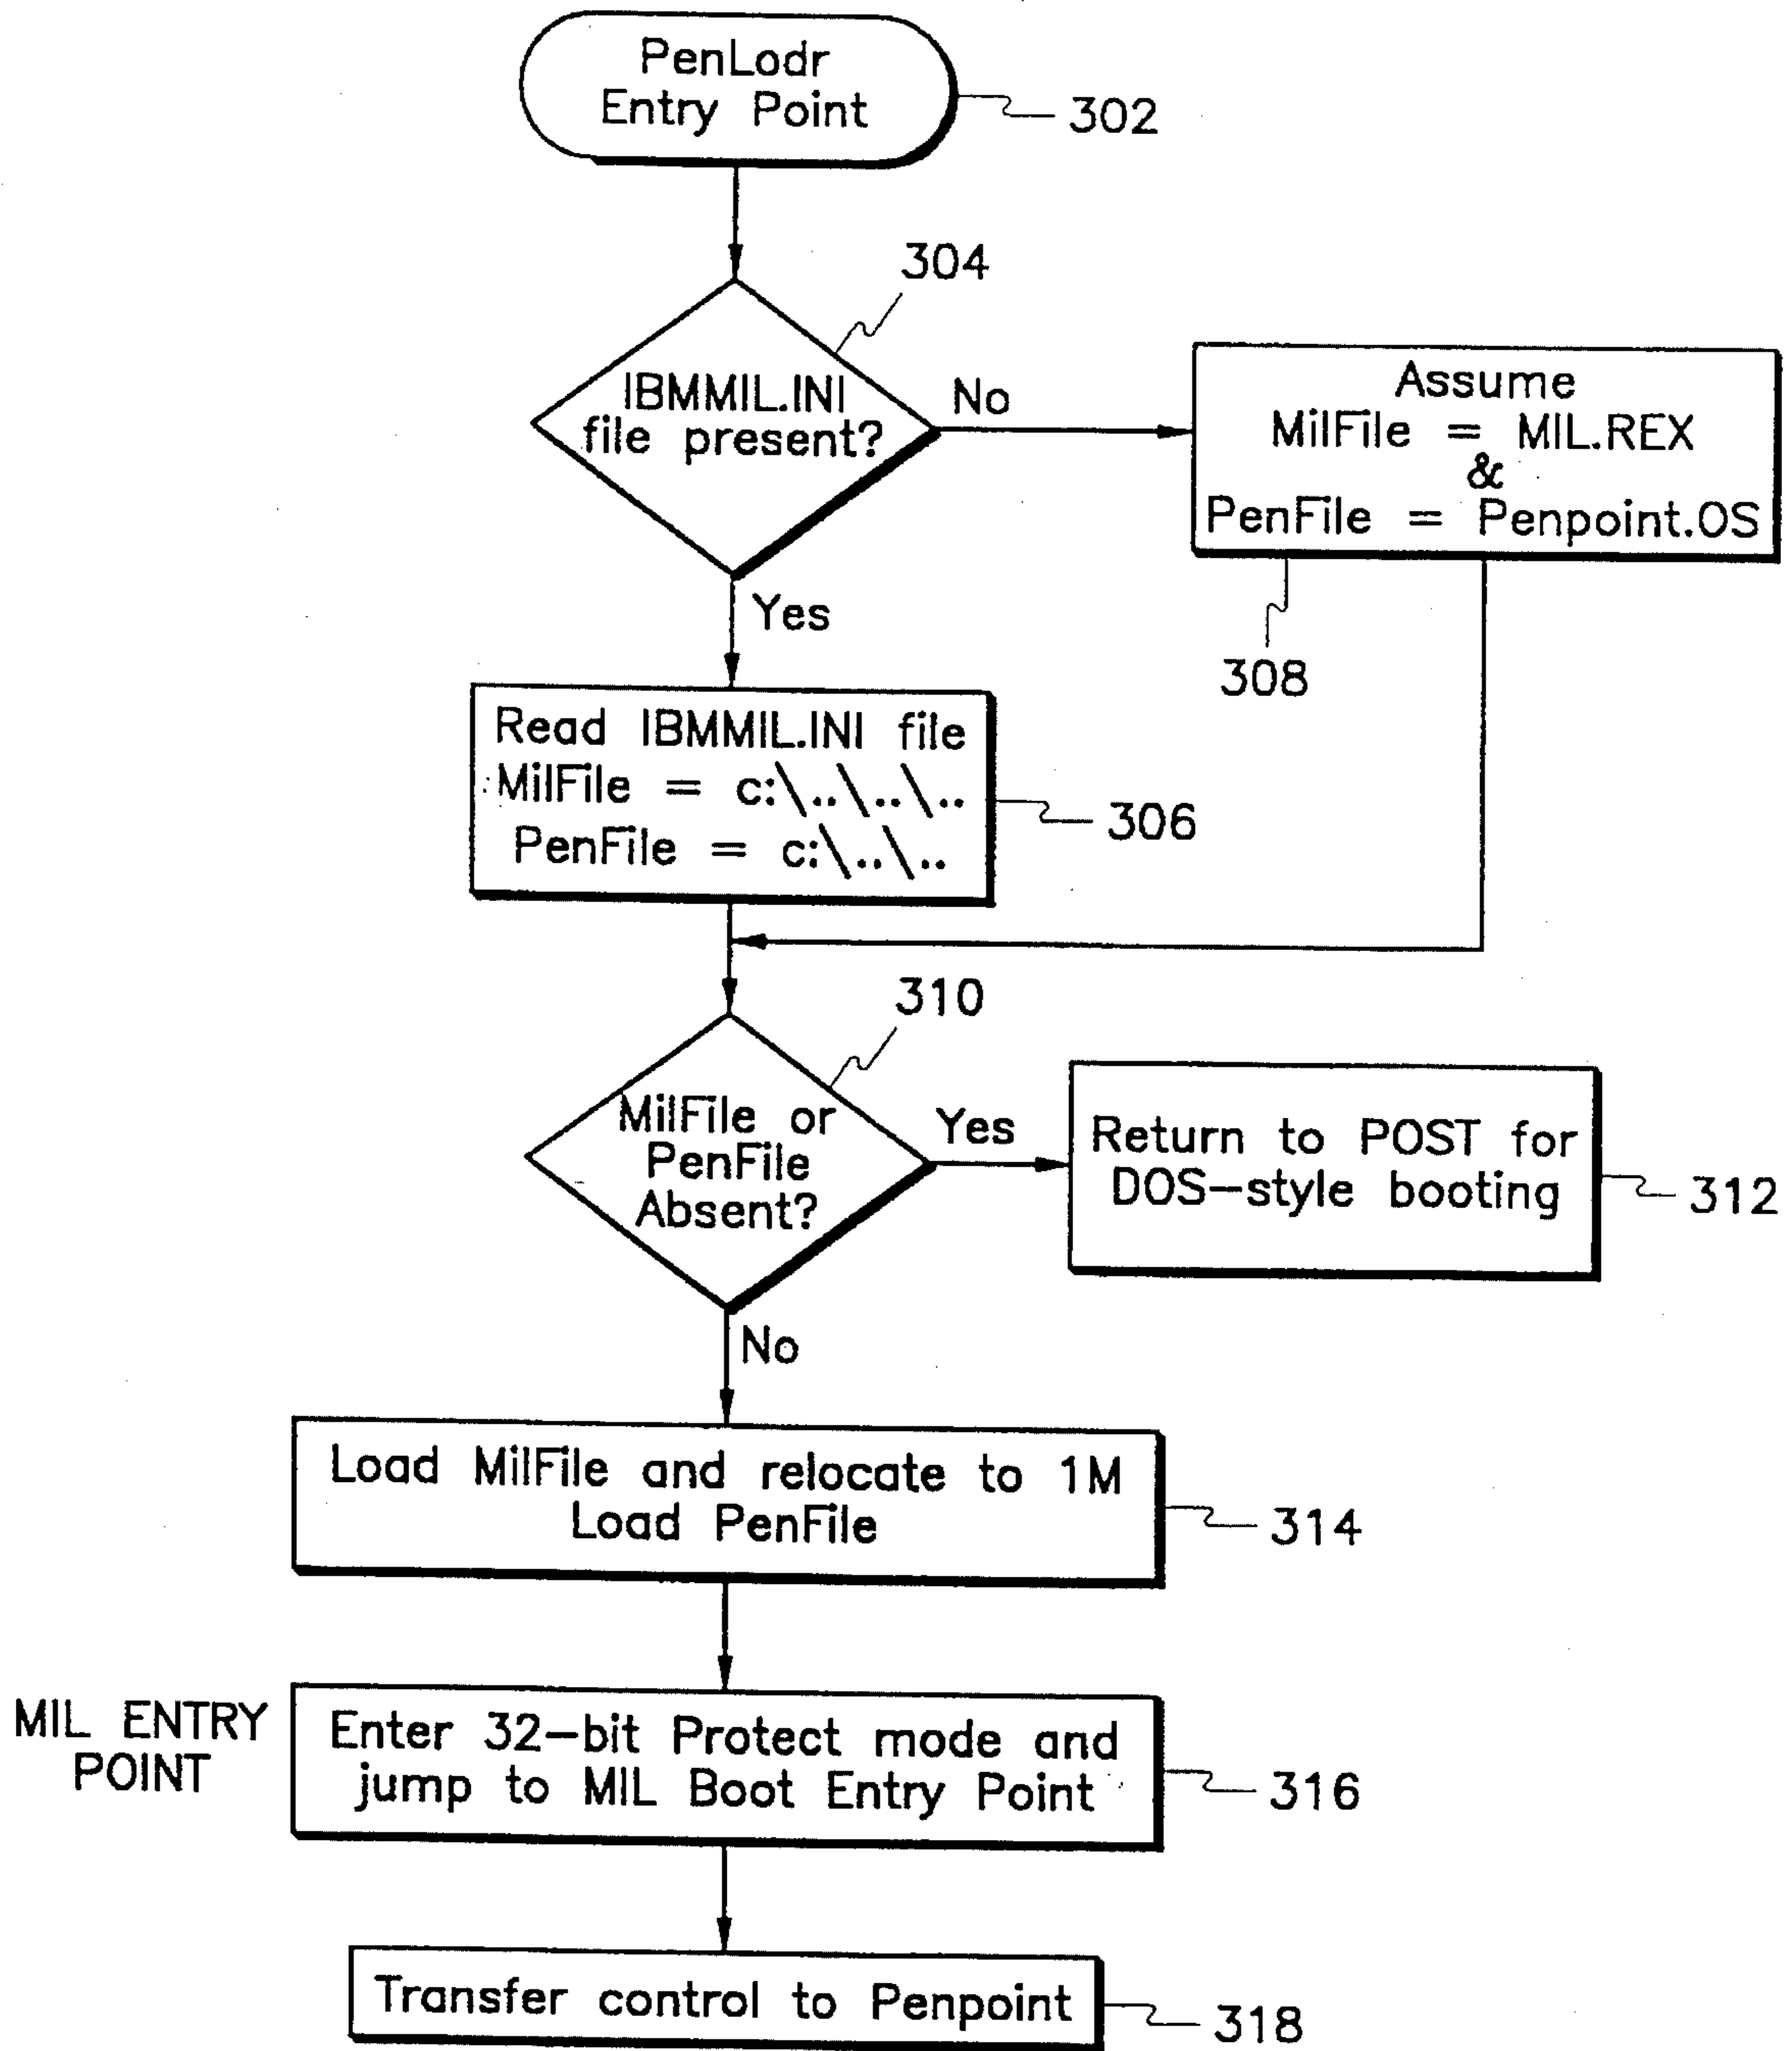 PenLodr
Entry Point
302
304
IBMMIL.INI
file present?
No
Assume
MilFile = MIL.REX
&
PenFile = Penpoint.OS
308
Yes
Read IBMMIL.INI file
MilFile = c:\..\..\..
PenFile = c:\..\..
306
310
MilFile or
PenFile
Absent?
Yes
Return to POST for
DOS-style booting
312
No
Load MilFile and relocate to 1M
Load PenFile
314
MIL ENTRY
POINT
Enter 32-bit Protect mode and
jump to MIL Boot Entry Point
316
Transfer control to Penpoint
318